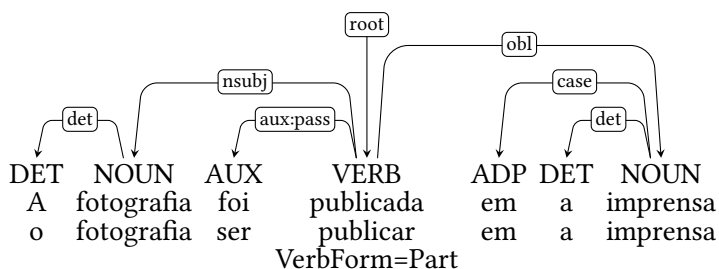 root
obl
nsubj
case
det
aux:pass
det
DET NOUN AUX VERB ADP DET NOUN
A fotografia foi publicada em a imprensa
o fotografia ser publicar em a imprensa
VerbForm=Part